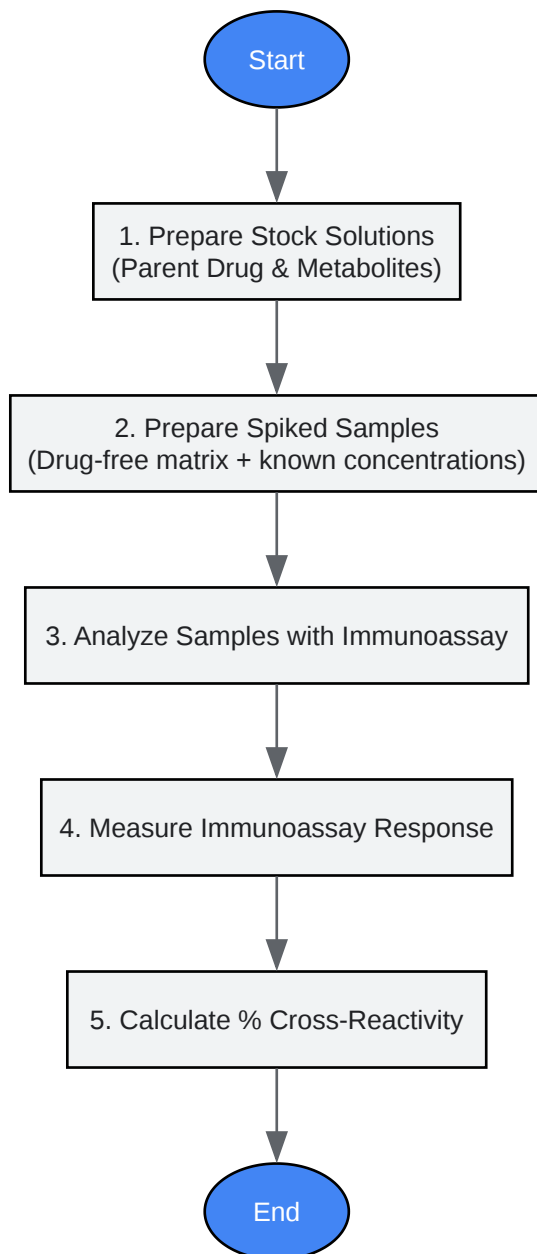 Start
1. Prepare Stock Solutions
(Parent Drug & Metabolites)
2. Prepare Spiked Samples
(Drug-free matrix + known concentrations)
3. Analyze Samples with Immunoassay
4. Measure Immunoassay Response
5. Calculate % Cross-Reactivity
End